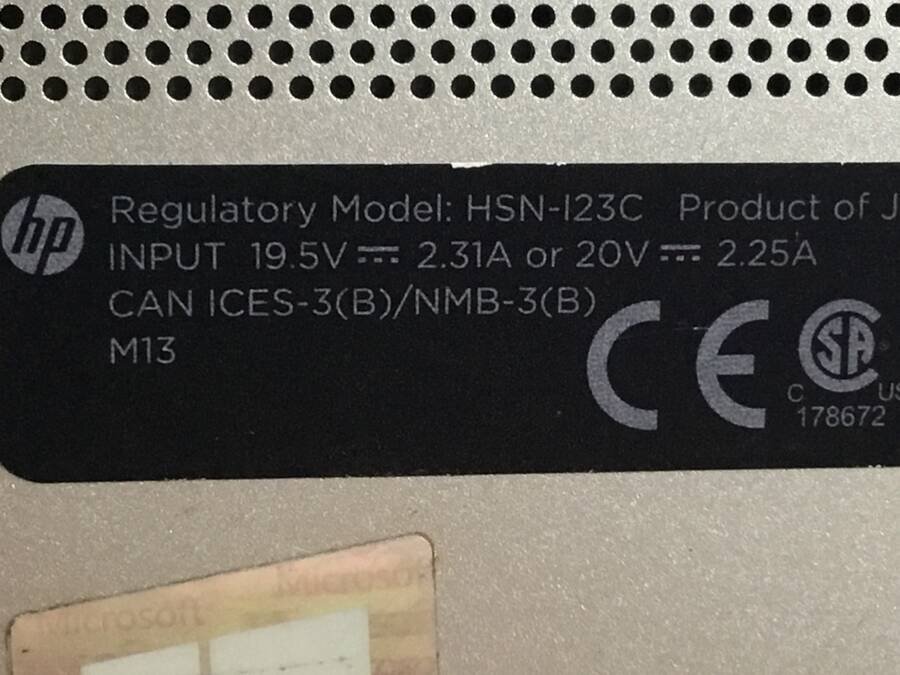 hp
Regulatory Model: HSN-I23C Product of J
INPUT 19.5V⎓2.31A or 20V⎓2.25A
CAN ICES-3(B)/NMB-3(B)
M13
CE
SA
C US
178672
Microsoft
Microsof